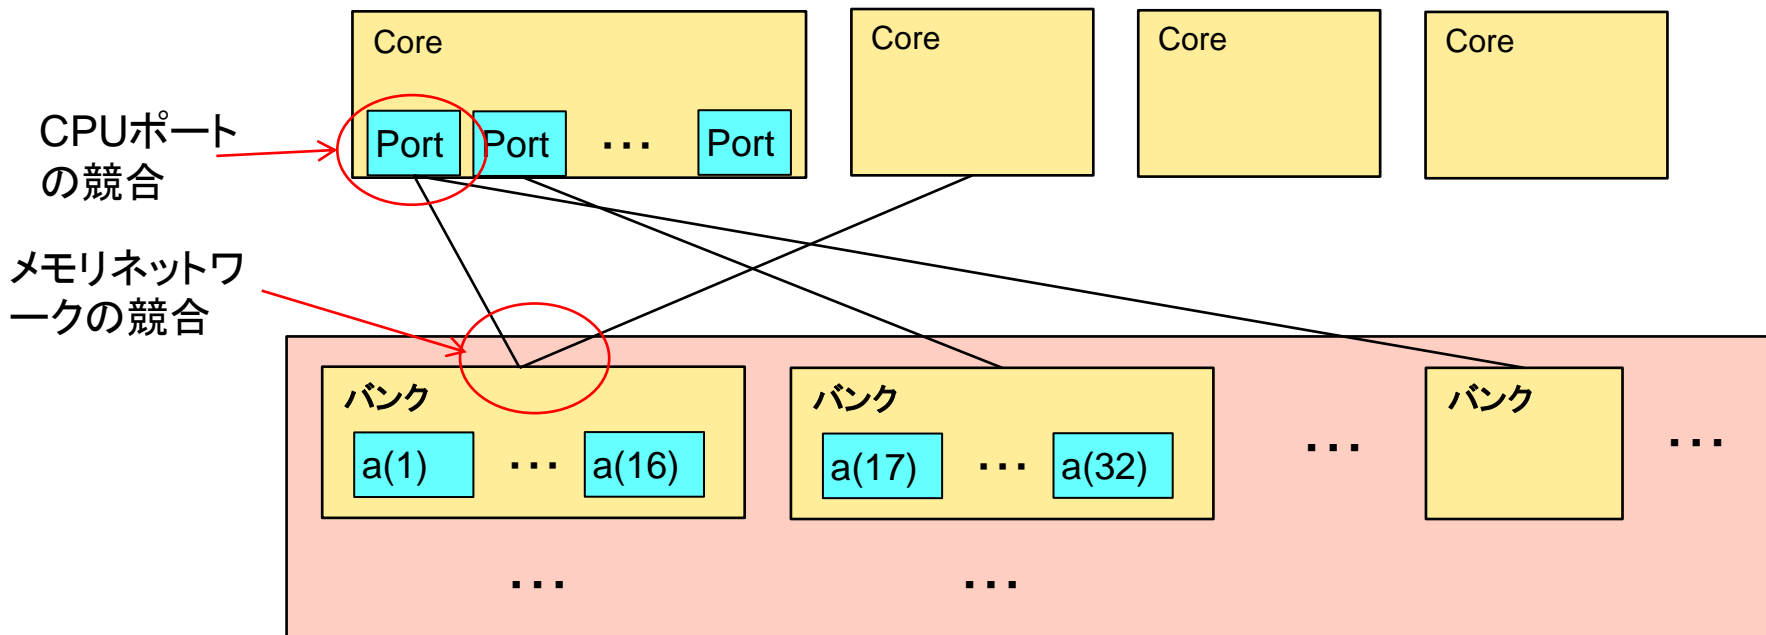 Core
Core
Core
Core
CPUポート
の競合
Port
Port
...
Port
メモリネットワ
ークの競合
バンク
バンク
バンク
a(1)
...
a(16)
a(17)
...
a(32)
...
...
...
...